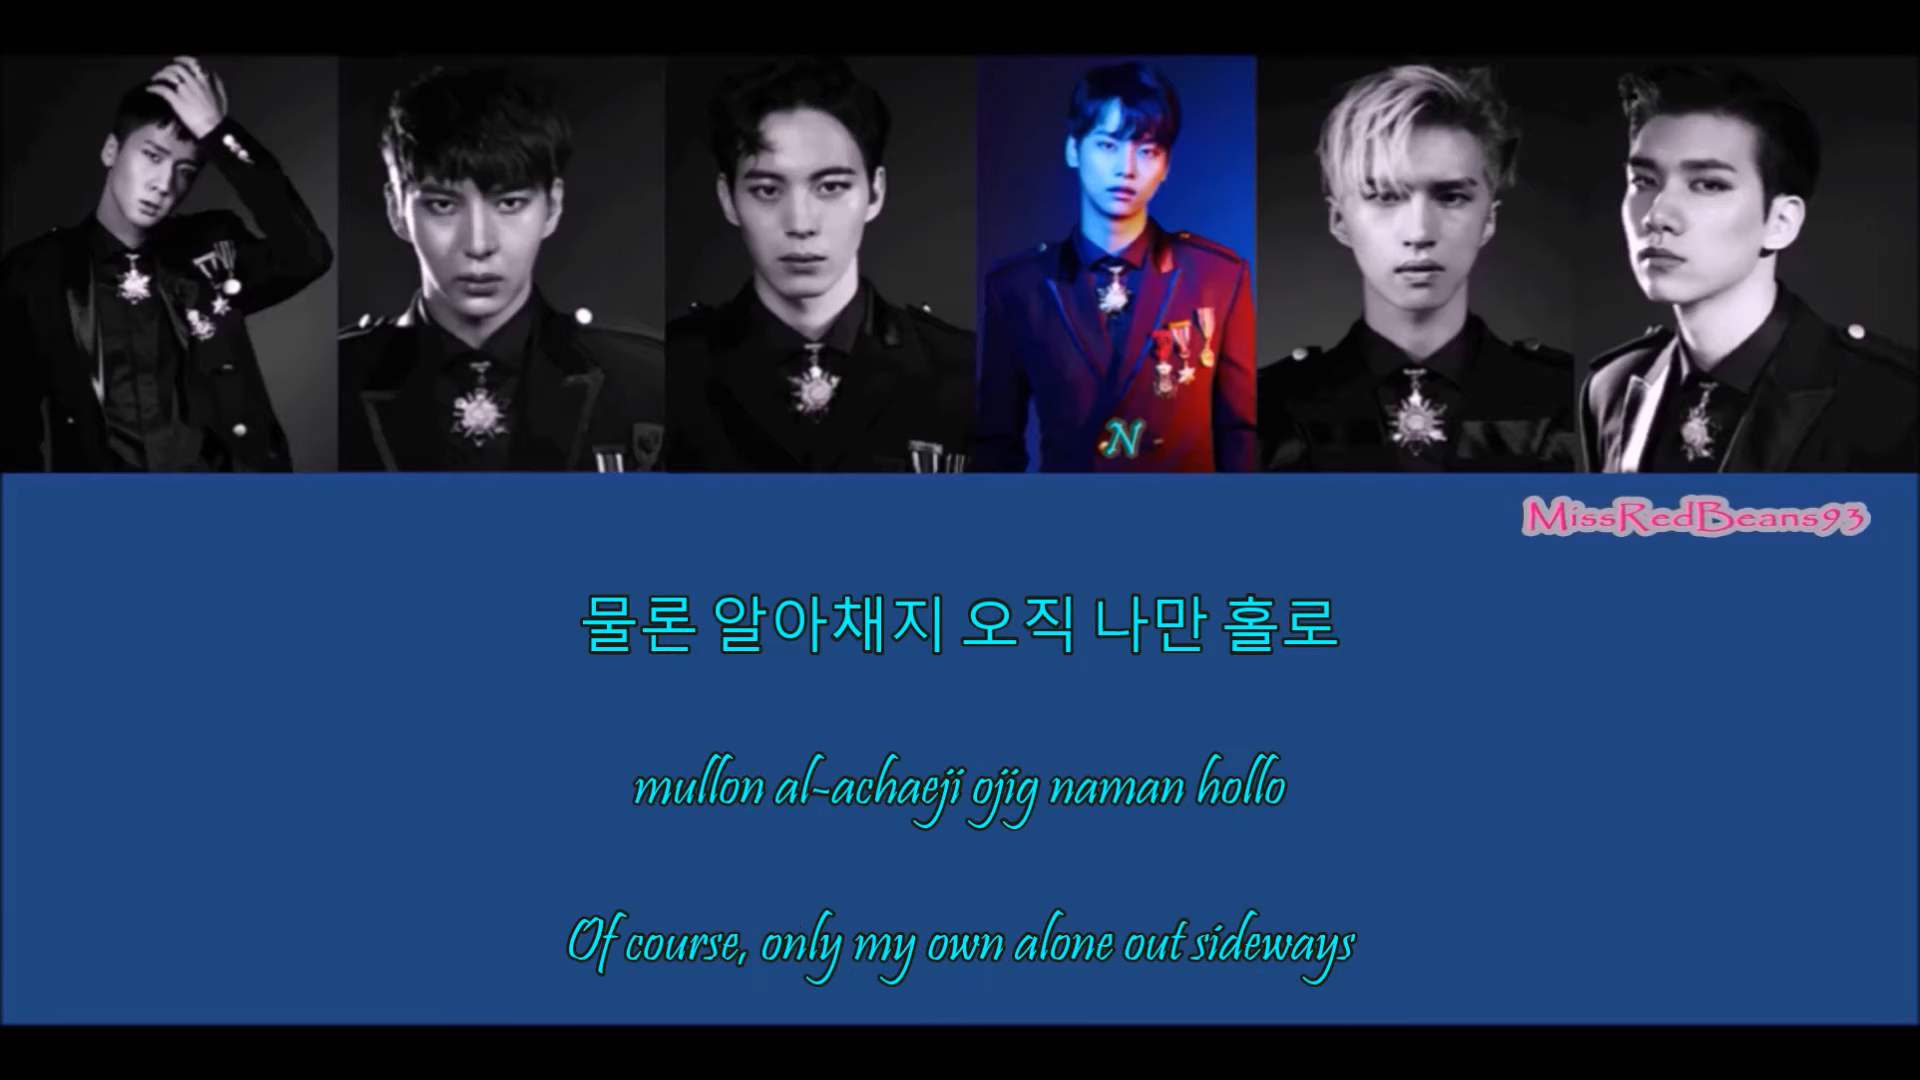 N
MissRedBeans93
물론 알아채지 오직 나만 홀로
mullon al-achaeji ojig naman hollo
Of course, only my own alone out sideways